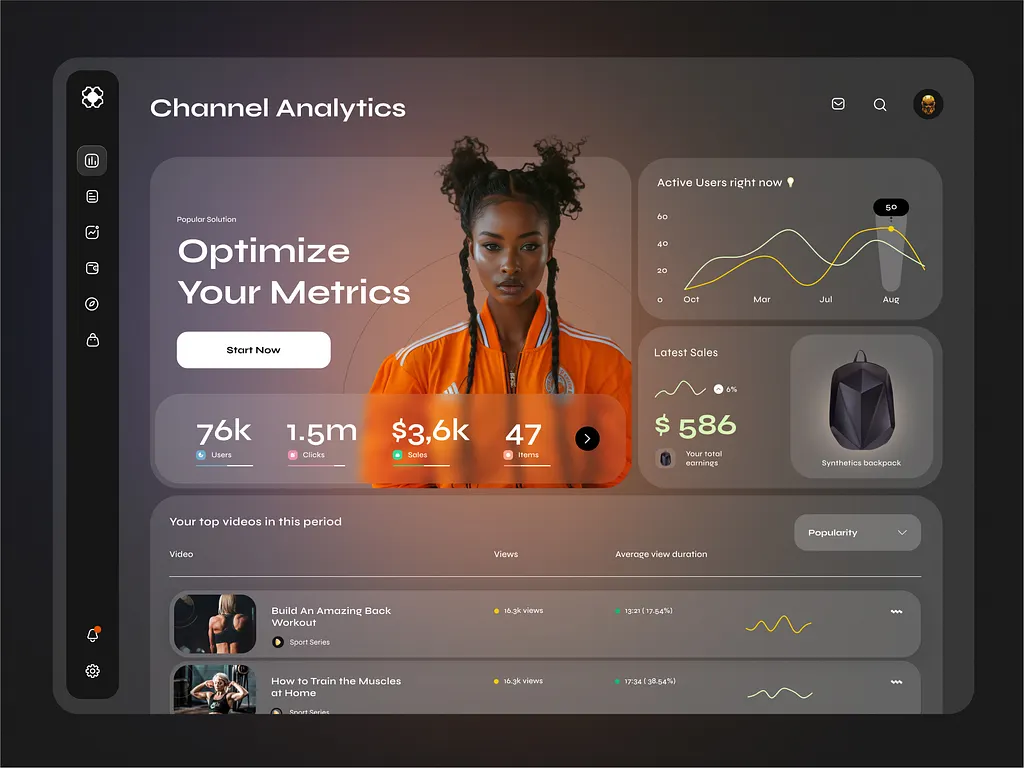 Channel Analytics
Popular Solution
Optimize
Your Metrics
Start Now
76k
Users
1.5m
Clicks
$3,6k
Sales
47
Items
Active Users right now
60
40
20
0
50
Oct
Mar
Jul
Aug
Latest Sales
6%
$ 586
Your total
earnings
Synthetics backpack
Your top videos in this period
Popularity
Video
Views
Average view duration
Build An Amazing Back
Workout
Sport Series
16.3k views
13:21 ( 17.54%)
How to Train the Muscles
at Home
Sport Series
16.3k views
17:34 ( 38.54%)